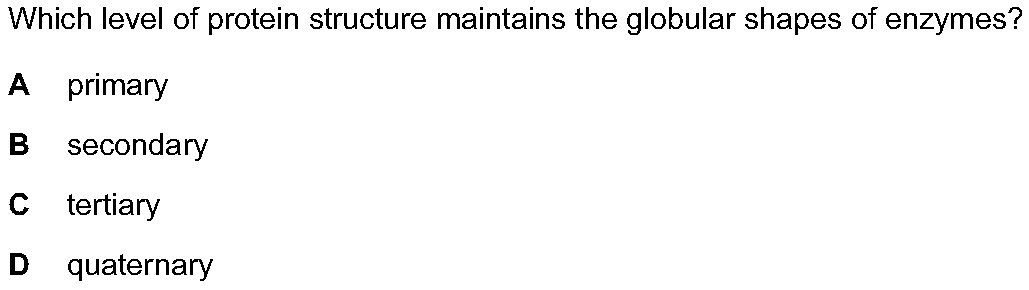 Which level of protein structure maintains the globular shapes of enzymes?
A primary
B secondary
C tertiary
D quaternary